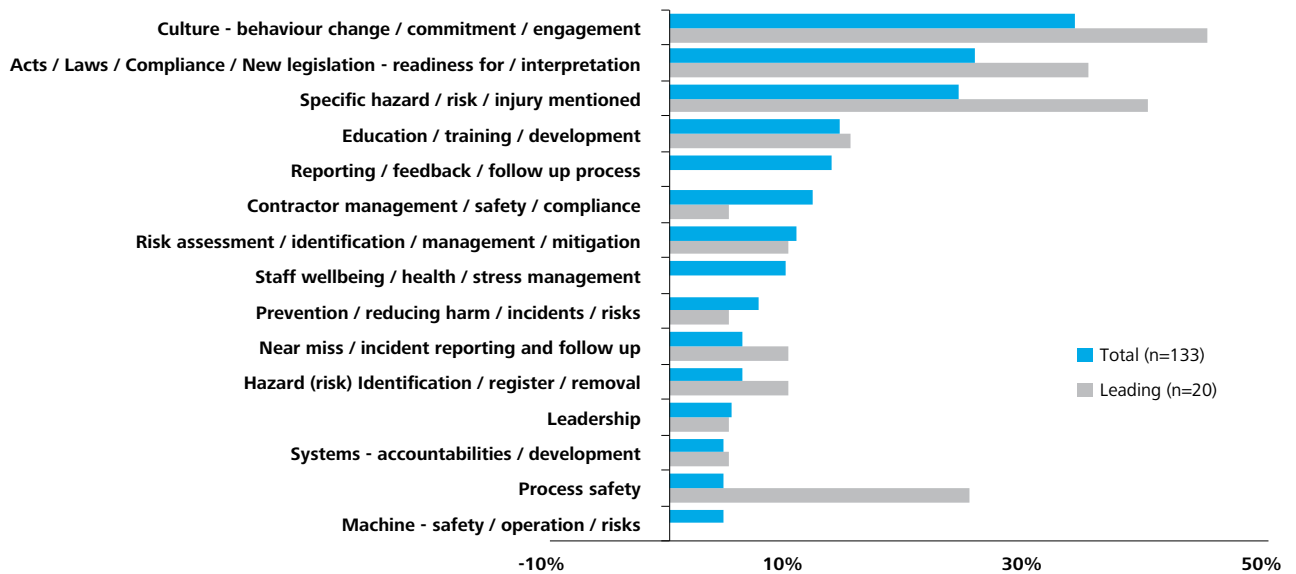 Culture - behaviour change / commitment / engagement
Acts / Laws / Compliance / New legislation - readiness for / interpretation
Specific hazard / risk / injury mentioned
Education / training / development
Reporting / feedback / follow up process
Contractor management / safety / compliance
Risk assessment / identification / management / mitigation
Staff wellbeing / health / stress management
Prevention / reducing harm / incidents / risks
Near miss / incident reporting and follow up
Hazard (risk) Identification / register / removal
Leadership
Systems - accountabilities / development
Process safety
Machine - safety / operation / risks
Total (n=133)
Leading (n=20)
-10% 10% 30% 50%